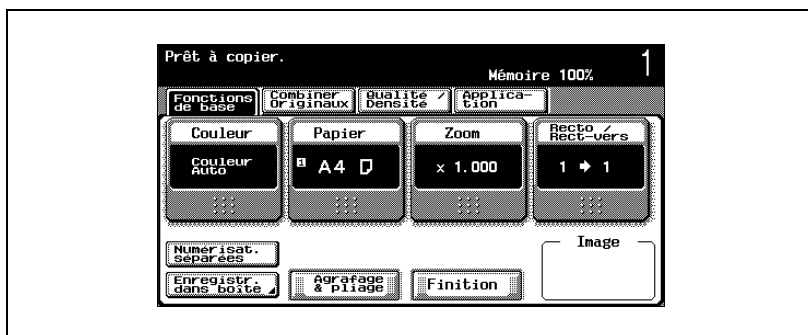 Prêt à copier.
1
Mémoire 100%
Fonctions
de base
Combiner
Originaux
Qualité /
Densité
Applica-
tion
Couleur
Papier
Zoom
Recto /
Rect-vers
Couleur
Auto
1 A4
× 1.000
1 → 1
Numérisat.
séparées
Image
Enregistr.
dans boîte
Agrafage
& pliage
Finition